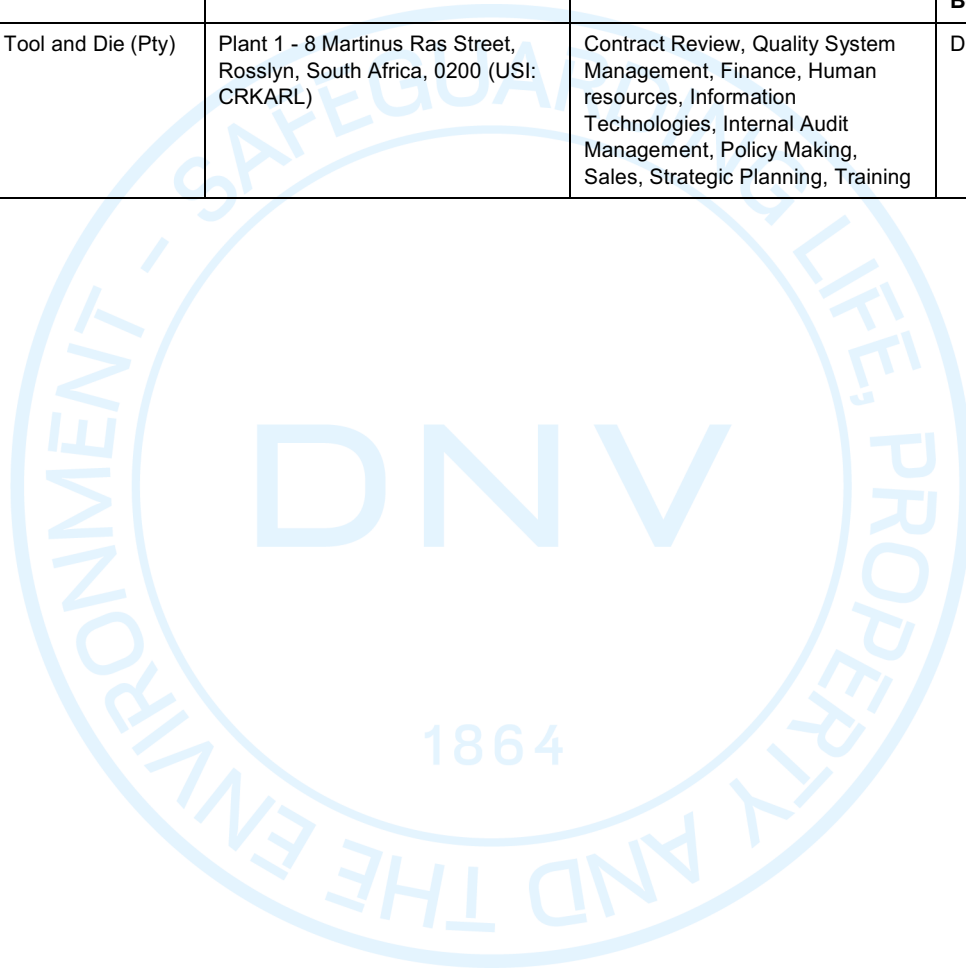 B
Tool and Die (Pty)
Plant 1 - 8 Martinus Ras Street,
Rosslyn, South Africa, 0200 (USI:
CRKARL)
Contract Review, Quality System
Management, Finance, Human
resources, Information
Technologies, Internal Audit
Management, Policy Making,
Sales, Strategic Planning, Training
D
SAFEGUARDING LIFE, PROPERTY AND THE ENVIRONMENT -
DNV
1864